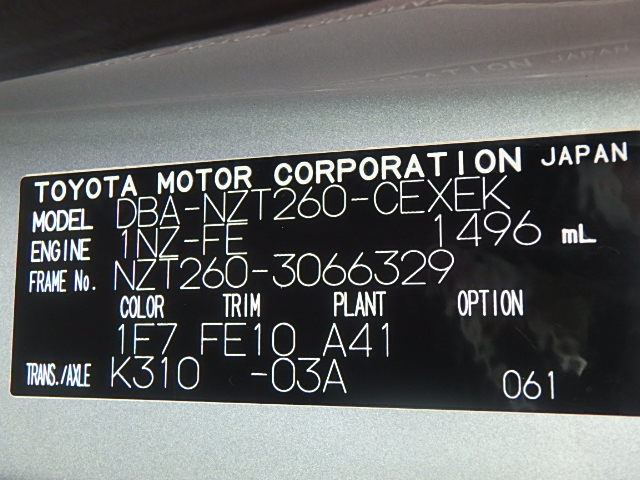 TOYOTA MOTOR CORPORATION JAPAN
MODEL DBA-NZT260-CEXEK
ENGINE 1NZ-FE 1496 mL
FRAME No. NZT260-3066329
COLOR TRIM PLANT OPTION
1F7 FE10 A41
TRANS./AXLE K310 -03A 061